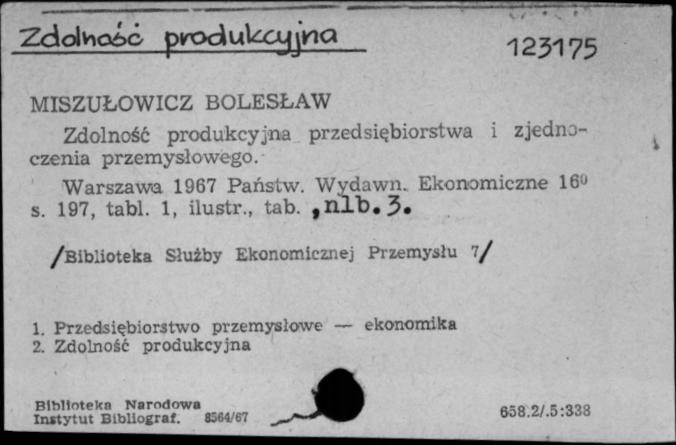 Zdolność produkcyjna
123175
MISZUŁOWICZ BOLESŁAW
Zdolność produkcyjna przedsiębiorstwa i zjedno-
czenia przemysłowego.
Warszawa 1967 Państw. Wydawn. Ekonomiczne 16⁰
s. 197, tabl. 1, ilustr., tab. , nlb. 3.
/Biblioteka Służby Ekonomicznej Przemysłu 7/
1. Przedsiębiorstwo przemysłowe — ekonomika
2. Zdolność produkcyjna
Biblioteka Narodowa
Instytut Bibliograf. 8564/67
658.2/.5:338